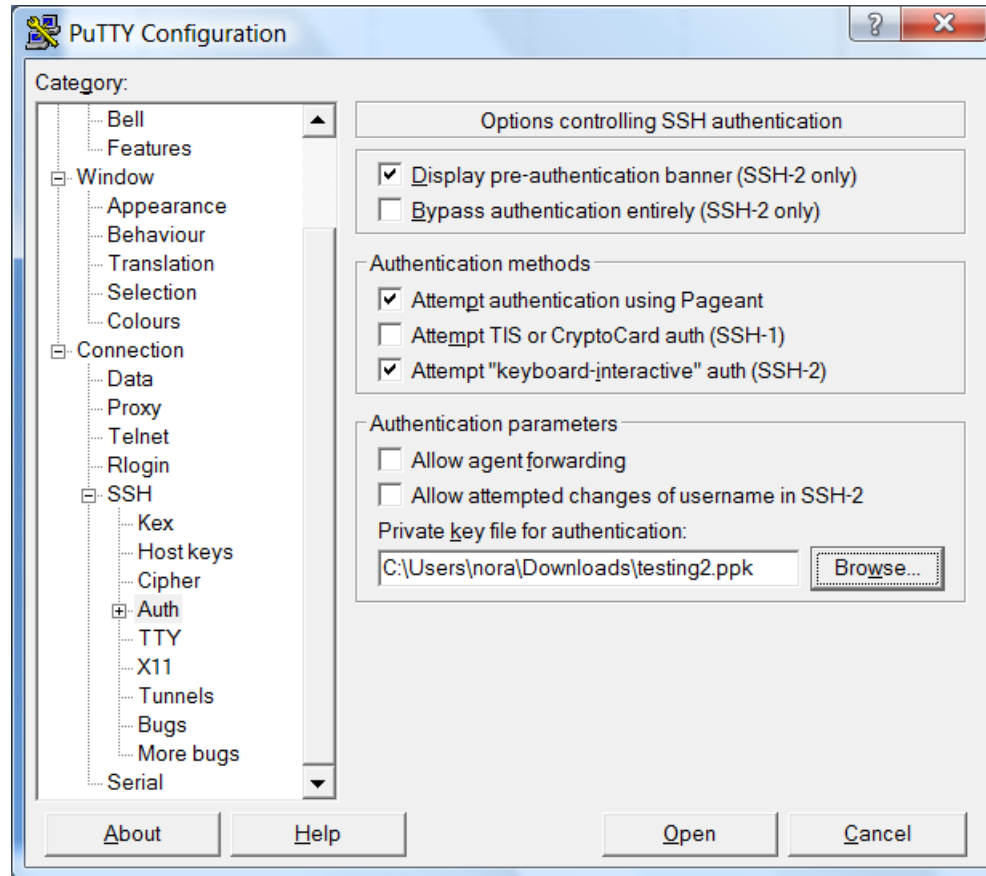 PuTTY Configuration
Category:
Bell
Features
Window
Appearance
Behaviour
Translation
Selection
Colours
Connection
Data
Proxy
Telnet
Rlogin
SSH
Kex
Host keys
Cipher
Auth
TTY
X11
Tunnels
Bugs
More bugs
Serial
Options controlling SSH authentication
Display pre-authentication banner (SSH-2 only)
Bypass authentication entirely (SSH-2 only)
Authentication methods
Attempt authentication using Pageant
Attempt TIS or CryptoCard auth (SSH-1)
Attempt "keyboard-interactive" auth (SSH-2)
Authentication parameters
Allow agent forwarding
Allow attempted changes of username in SSH-2
Private key file for authentication:
C:\Users\nora\Downloads\testing2.ppk
Browse...
About
Help
Open
Cancel